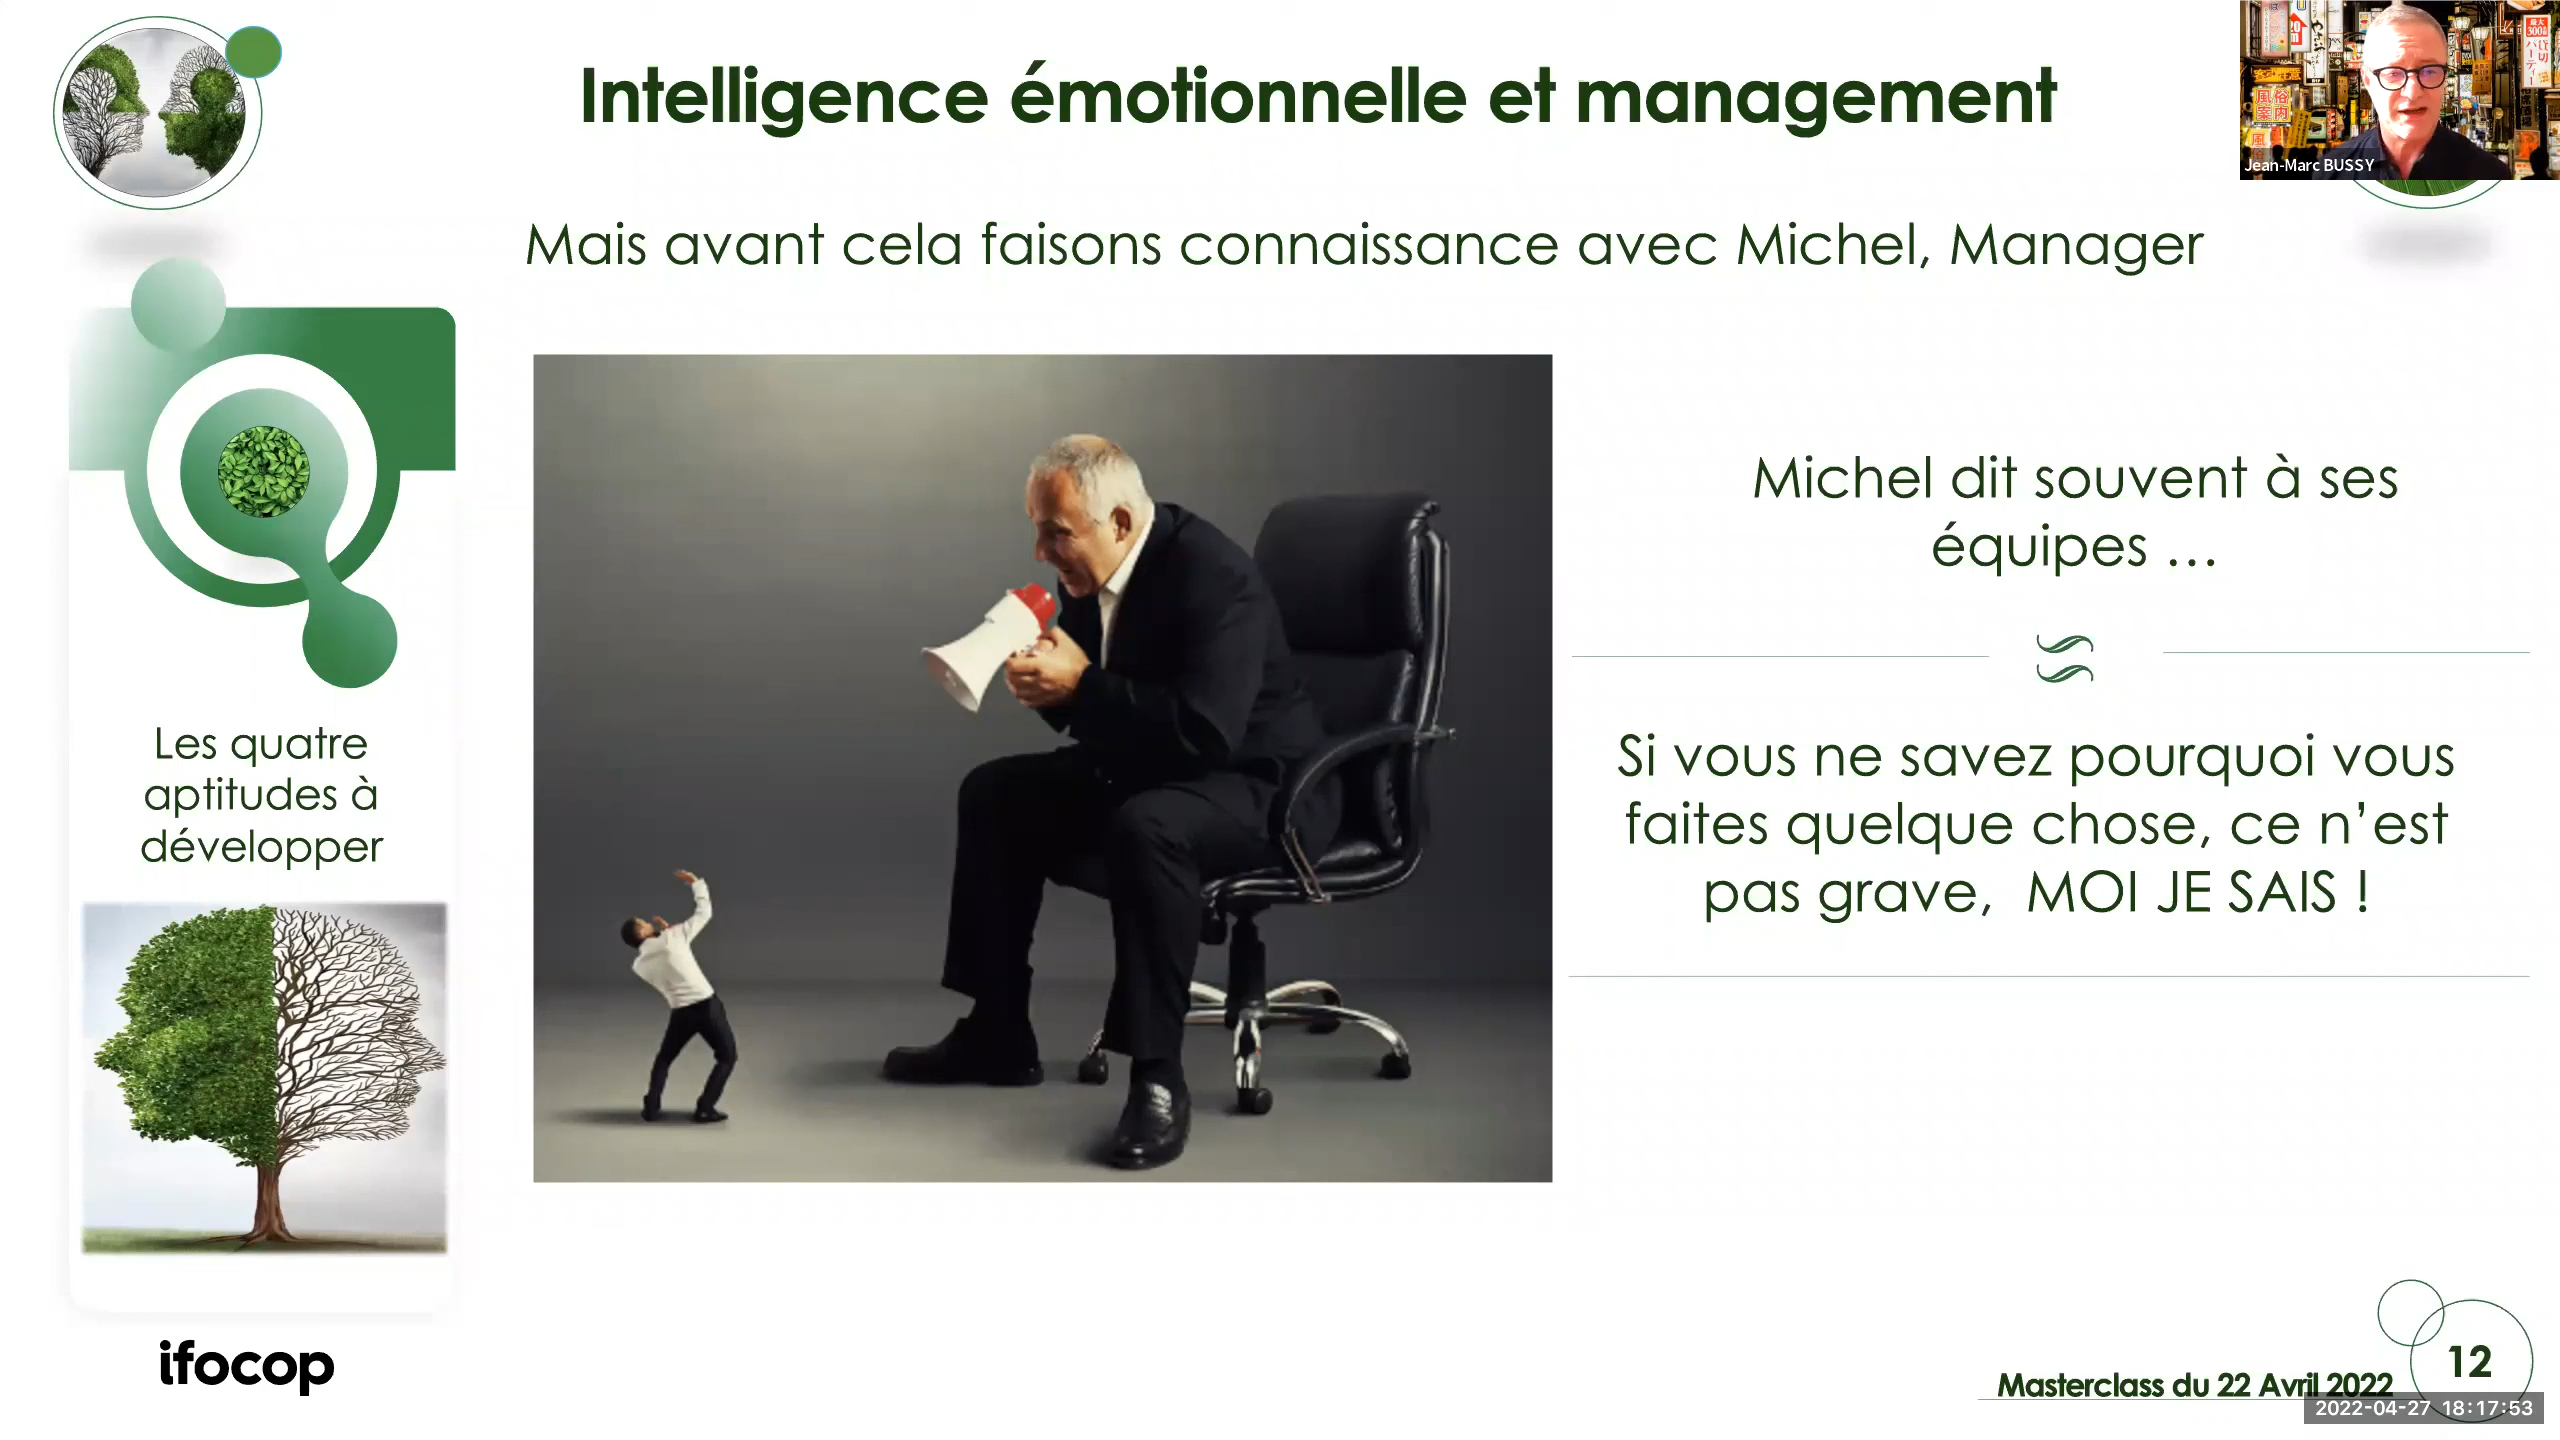 Intelligence émotionnelle et management
Jean-Marc BUSSY
Mais avant cela faisons connaissance avec Michel, Manager
Michel dit souvent à ses
équipes …
Si vous ne savez pourquoi vous
faites quelque chose, ce n’est
pas grave, MOI JE SAIS !
Les quatre
aptitudes à
développer
ifocop
Masterclass du 22 Avril 2022
12
2022-04-27 18:17:53